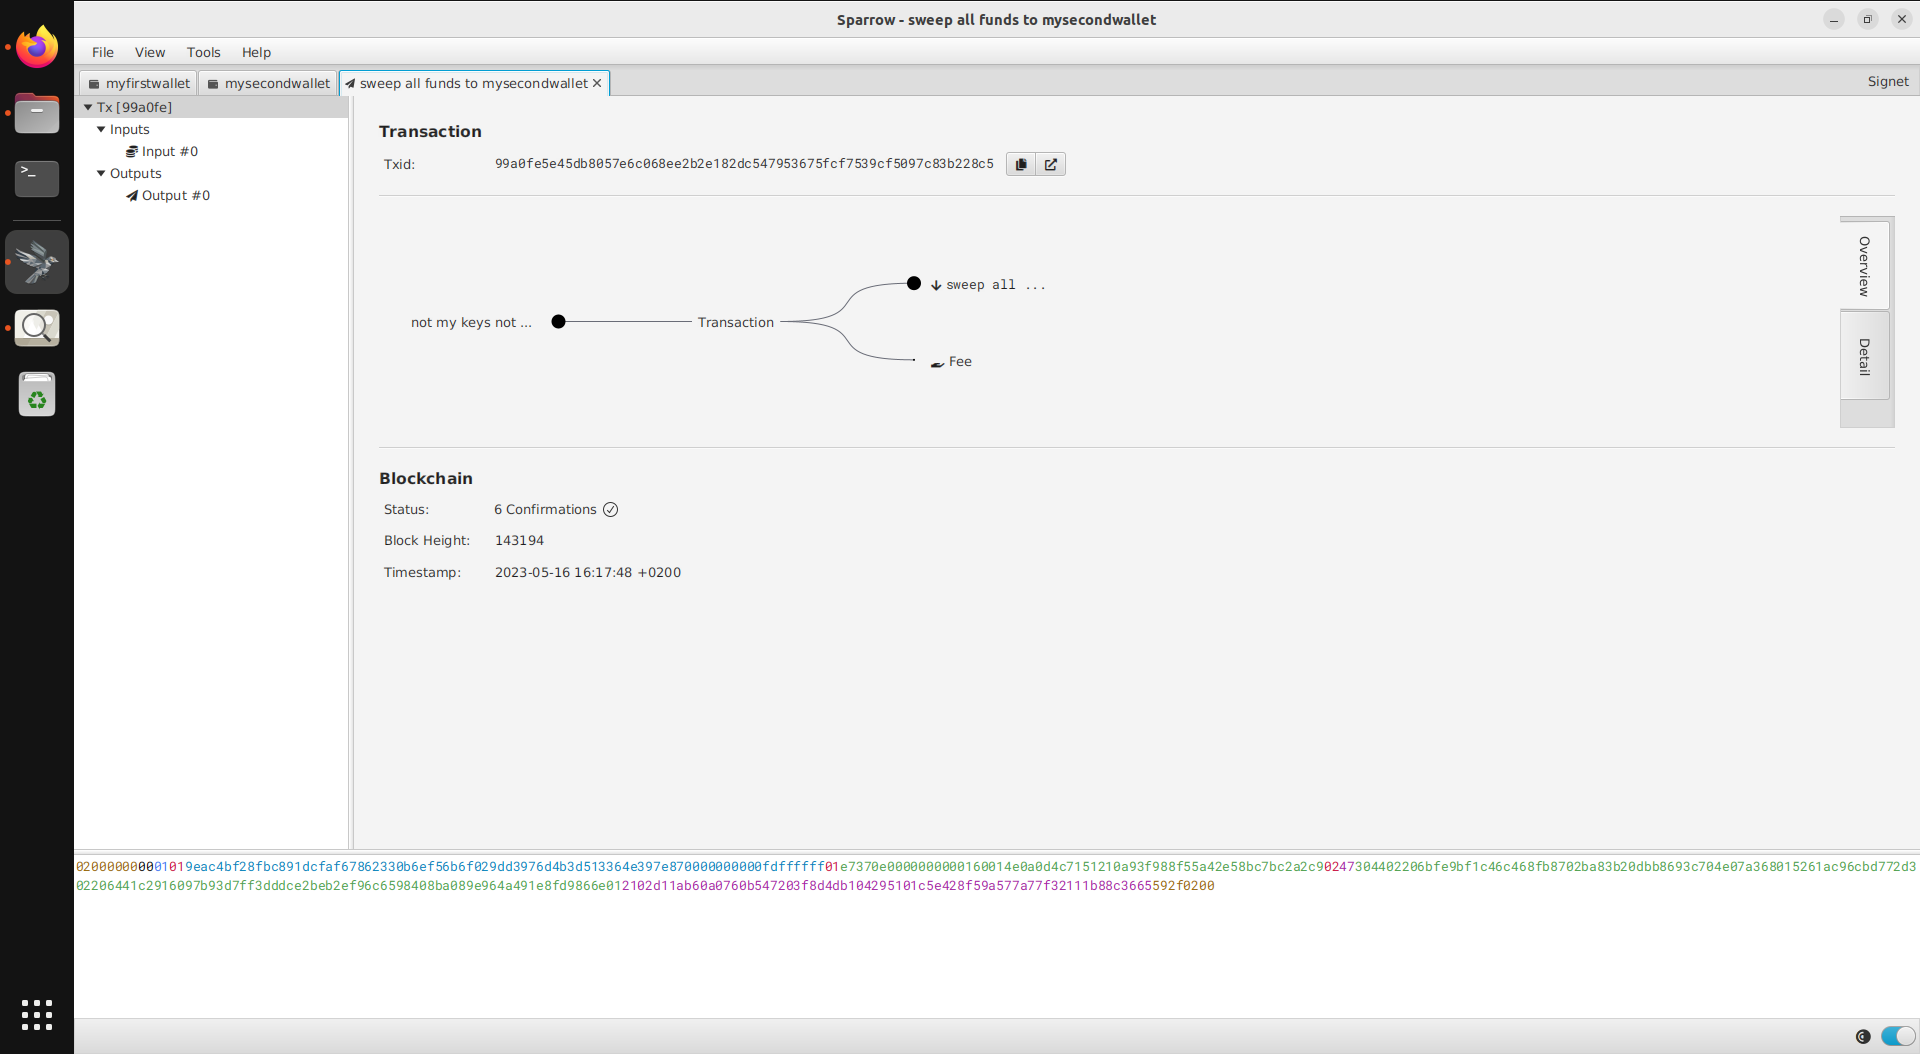 Sparrow - sweep all funds to mysecondwallet
File View Tools Help
myfirstwallet mysecondwallet sweep all funds to mysecondwallet Signet
Tx [99a0fe]
Inputs
Input #0
Outputs
Output #0
Transaction
Txid: 99a0fe5e45db8057e6c068ee2b2e182dc547953675fcf7539cf5097c83b228c5
sweep all ...
not my keys not ... Transaction
Fee
Overview
Detail
Blockchain
Status: 6 Confirmations
Block Height: 143194
Timestamp: 2023-05-16 16:17:48 +0200
020000000001019eac4bf28fbc891dcfaf67862330b6ef56b6f029dd3976d4b3d513364e397e870000000000fdffffff01e7370e0000000000160014e0a0d4c7151210a93f988f55a42e58bc7bc2a2c90247304402206bfe9bf1c46c468fb8702ba83b20dbb8693c704e07a368015261ac96cbd772d3
02206441c2916097b93d7ff3dddce2beb2ef96c6598408ba089e964a491e8fd9866e012102d11ab60a0760b547203f8d4db104295101c5e428f59a577a77f32111b88c3665592f0200